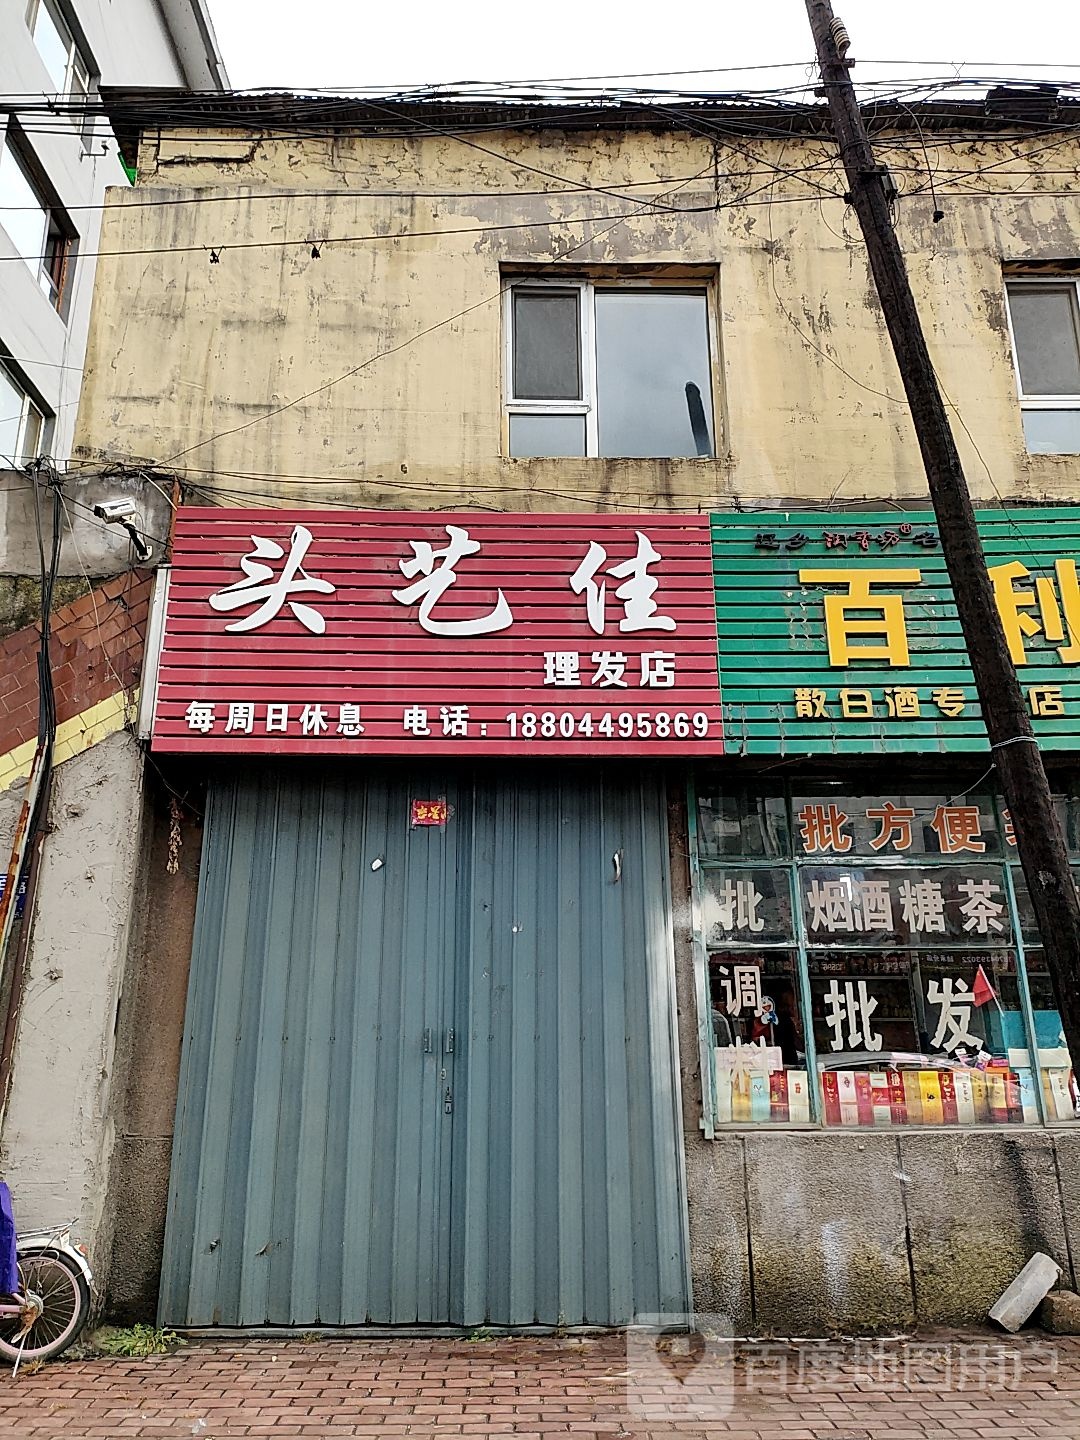 头艺佳
理发店
每周日休息 电话：18804495869
百利
散白酒专 店
批方便
批 烟酒糖茶
调料
批发
百度地图用户